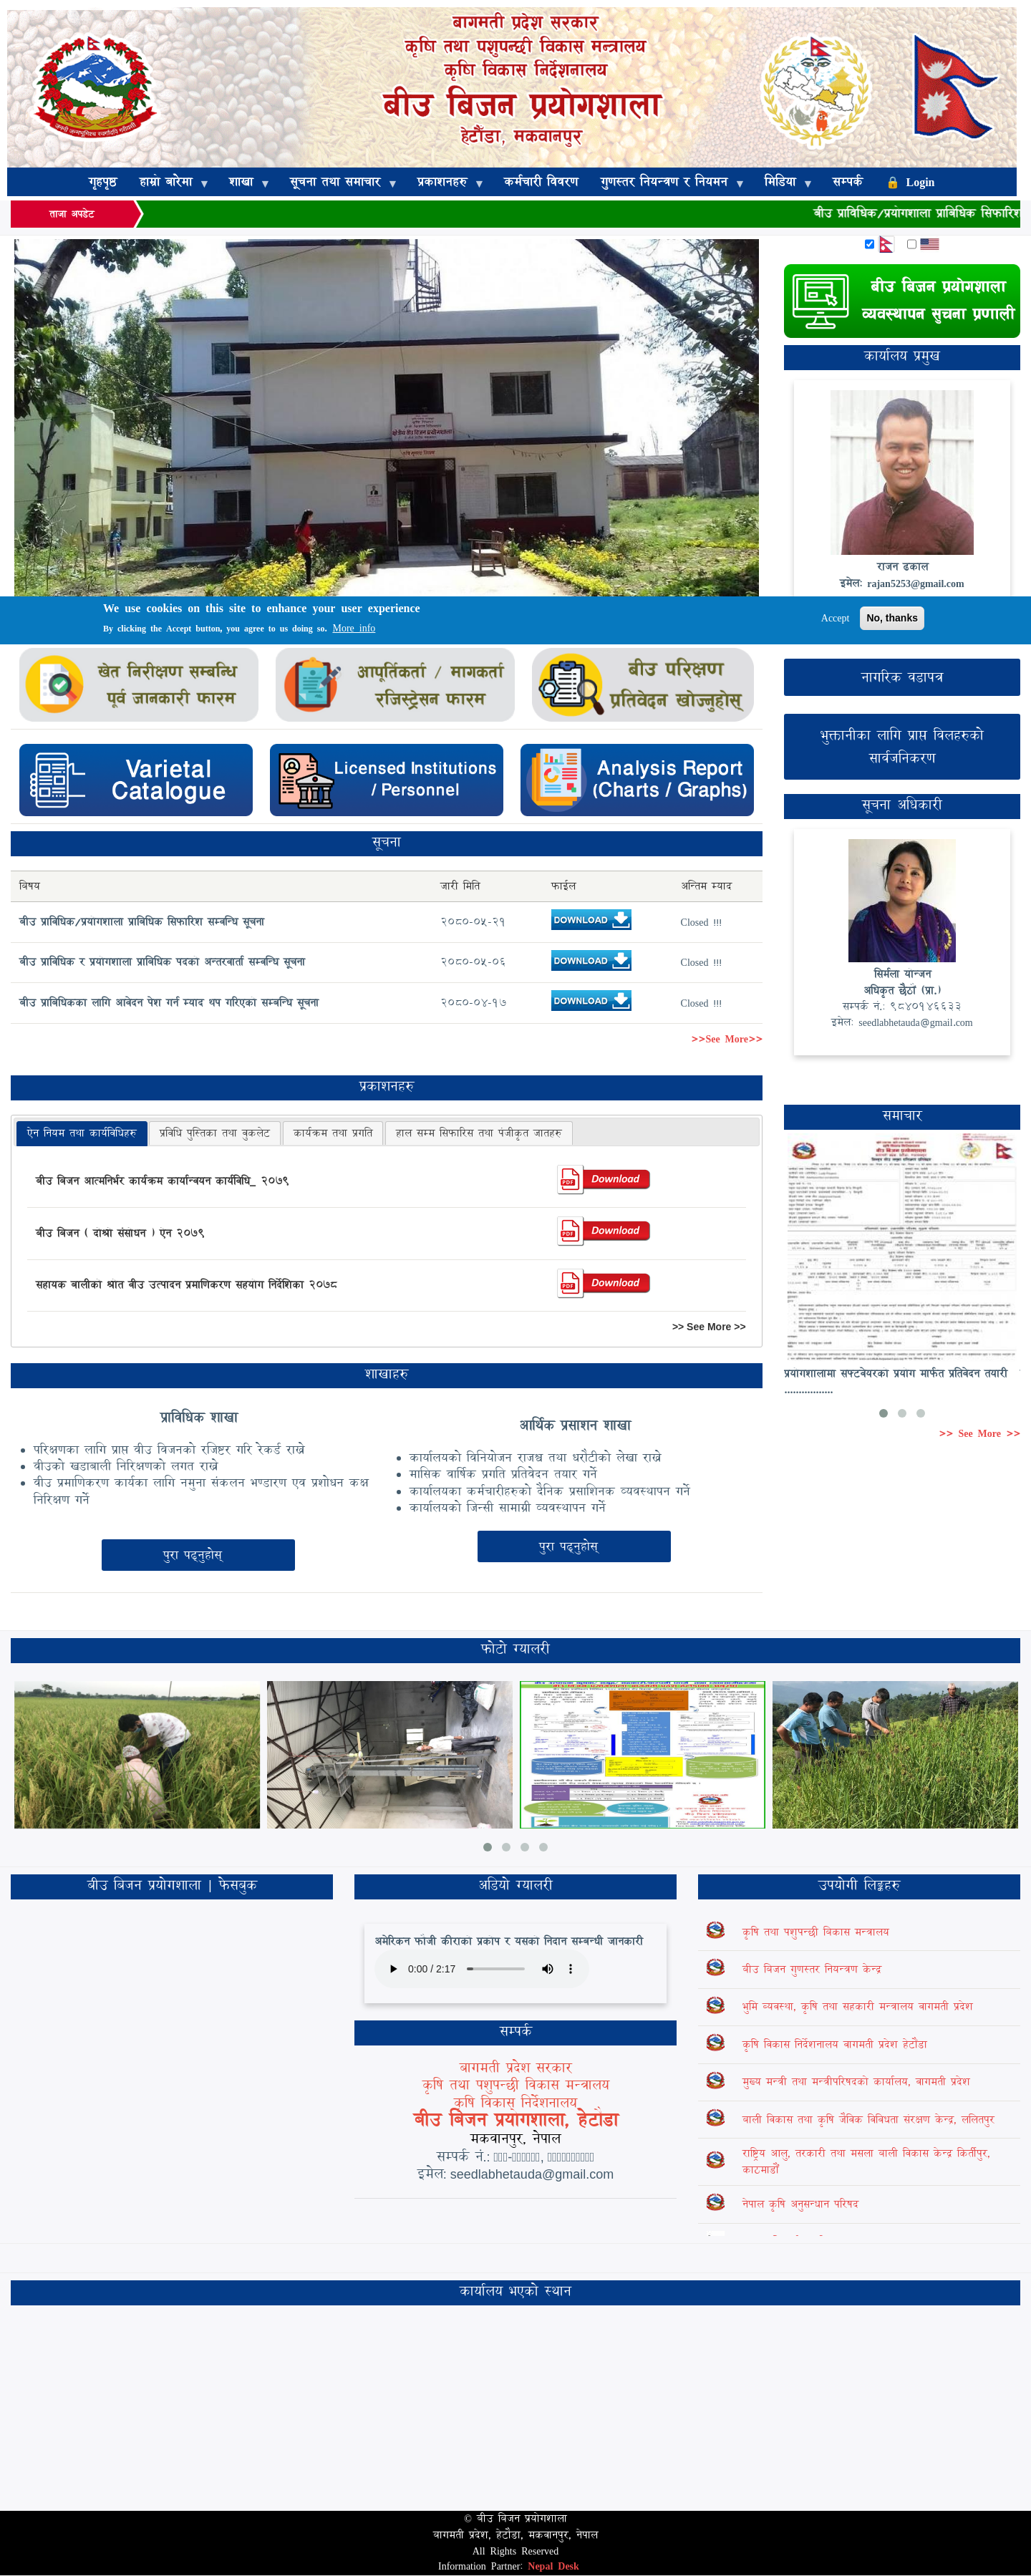 बागमती प्रदेश सरकार
कृषि तथा पशुपन्छी विकास मन्त्रालय
कृषि विकास निर्देशनालय
बीउ बिजन प्रयोगशाला
हेटौंडा, मकवानपुर
गृहपृष्ठ हाम्रो बारेमा ▼ शाखा ▼ सूचना तथा समाचार ▼ प्रकाशनहरु ▼ कर्मचारी विवरण गुणस्तर नियन्त्रण र नियमन ▼ मिडिया ▼ सम्पर्क 🔒 Login
ताजा अपडेट
बीउ प्राविधिक/प्रयोगशाला प्राविधिक सिफारिश
बीउ बिजन प्रयोगशाला
व्यवस्थापन सुचना प्रणाली
कार्यालय प्रमुख
राजन ढकाल
इमेल: rajan5253@gmail.com
We use cookies on this site to enhance your user experience
By clicking the Accept button, you agree to us doing so. More info
Accept No, thanks
खेत निरीक्षण सम्बन्धि
पूर्व जानकारी फारम
आपूर्तिकर्ता / मागकर्ता
रजिस्ट्रेसन फारम
बीउ परिक्षण
प्रतिवेदन खोज्नुहोस्
नागरिक वडापत्र
भुक्तानीका लागि प्राप्त विलहरुको
सार्वजनिकरण
Varietal
Catalogue
Licensed Institutions
/ Personnel
Analysis Report
(Charts / Graphs)
सूचना
विषय जारी मिति फाईल अन्तिम म्याद
बीउ प्राविधिक/प्रयोगशाला प्राविधिक सिफारिश सम्बन्धि सूचना २०८०-०५-२१ DOWNLOAD Closed !!!
बीउ प्राविधिक र प्रयोगशाला प्राविधिक पदको अन्तरवार्ता सम्बन्धि सूचना २०८०-०५-०६ DOWNLOAD Closed !!!
बीउ प्राविधिकको लागि आवेदन पेश गर्ने म्याद थप गरिएको सम्बन्धि सूचना २०८०-०४-१७ DOWNLOAD Closed !!!
>>See More>>
सूचना अधिकारी
सिर्मला योन्जन
अधिकृत छैठौं (प्रा.)
सम्पर्क नं.: ९८४०१४६६३३
इमेल: seedlabhetauda@gmail.com
प्रकाशनहरु
ऐन नियम तथा कार्यविधिहरु प्रविधि पुस्तिका तथा बुकलेट कार्यक्रम तथा प्रगति हाल सम्म सिफारिस तथा पंजीकृत जातहरु
बीउ बिजन आत्मनिर्भर कार्यक्रम कार्यान्वयन कार्यविधि_ २०७९ PDF Download
बीउ बिजन ( दोश्रो संसोधन ) एन २०७९ PDF Download
सहायक बालीको श्रोत बीउ उत्पादन प्रमाणिकरण सहयोग निर्देशिका २०७८ PDF Download
>> See More >>
समाचार
प्रयोगशालामा सफ्टवेयरको प्रयोग मार्फत प्रतिवेदन तयारी
.................
>> See More >>
शाखाहरु
प्राविधिक शाखा
परिक्षणका लागि प्राप्त बीउ बिजनको रजिष्टर गरि रेकर्ड राख्ने
बीउको खडाबाली निरिक्षणको लगत राख्ने
बीउ प्रमाणिकरण कार्यका लागि नमुना संकलन भण्डारण एव प्रशोधन कक्ष
निरिक्षण गर्ने
पुरा पढ्नुहोस्
आर्थिक प्रसाशन शाखा
कार्यालयको विनियोजन राजश्व तथा धरौटीको लेखा राख्ने
मासिक वार्षिक प्रगति प्रतिवेदन तयार गर्ने
कार्यालयका कर्मचारीहरुको दैनिक प्रसाशिनक व्यवस्थापन गर्ने
कार्यालयको जिन्सी सामाग्री व्यवस्थापन गर्ने
पुरा पढ्नुहोस्
फोटो ग्यालरी
बीउ बिजन प्रयोगशाला | फेसबुक
अडियो ग्यालरी
अमेरिकन फौजी कीराको प्रकोप र यसको निदान सम्बन्धी जानकारी
0:00 / 2:17
सम्पर्क
बागमती प्रदेश सरकार
कृषि तथा पशुपन्छी विकास मन्त्रालय
कृषि विकास निर्देशनालय
बीउ बिजन प्रयोगशाला, हेटौंडा
मकवानपुर, नेपाल
सम्पर्क नं.:
इमेल: seedlabhetauda@gmail.com
उपयोगी लिङ्कहरु
कृषि तथा पशुपन्छी विकास मन्त्रालय
बीउ बिजन गुणस्तर नियन्त्रण केन्द्र
भुमि व्यवस्था, कृषि तथा सहकारी मन्त्रालय बागमती प्रदेश
कृषि विकास निर्देशनालय बागमती प्रदेश हेटौंडा
मुख्य मन्त्री तथा मन्त्रीपरिषदको कार्यालय, बागमती प्रदेश
बाली विकास तथा कृषि जैविक विविधता संरक्षण केन्द्र, ललितपुर
राष्ट्रिय आलु, तरकारी तथा मसला बाली विकास केन्द्र किर्तीपुर,
काठमाडौँ
नेपाल कृषि अनुसन्धान परिषद
कार्यालय भएको स्थान
© बीउ बिजन प्रयोगशाला
बागमती प्रदेश, हेटौंडा, मकवानपुर, नेपाल
All Rights Reserved
Information Partner: Nepal Desk